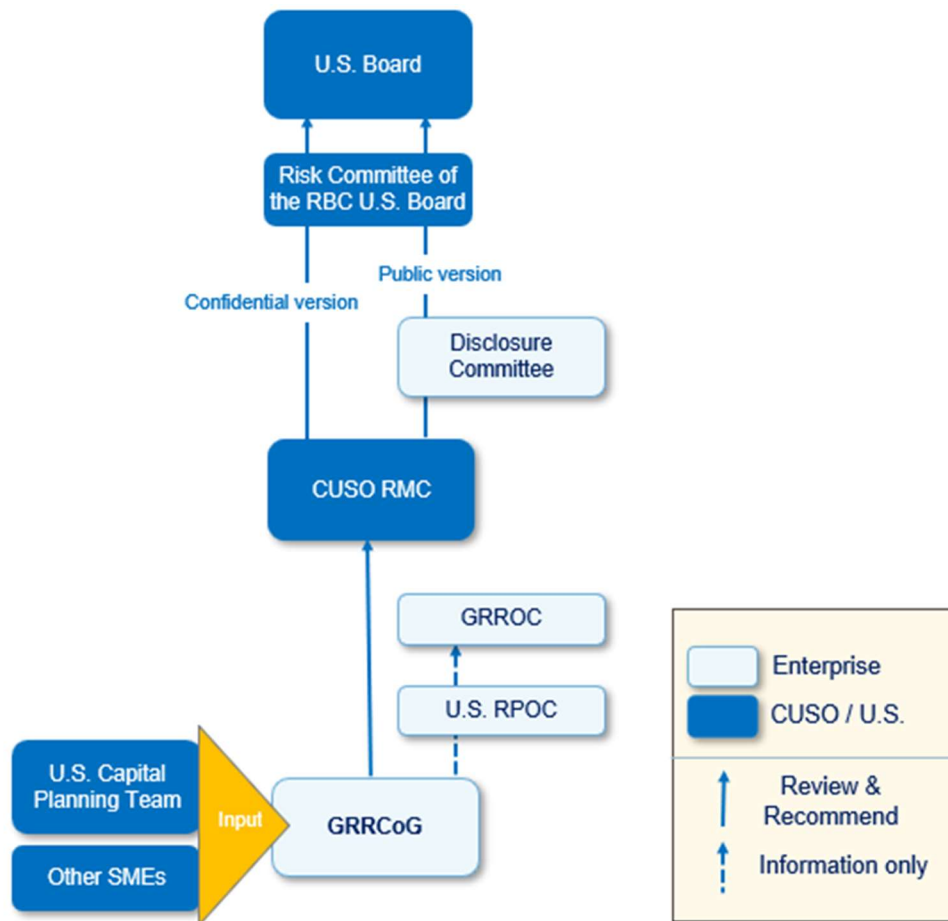 U.S. Board
Risk Committee of
the RBC U.S. Board
Public version
Confidential version
Disclosure
Committee
CUSO RMC
GRROC
U.S. RPOC
U.S. Capital
Planning Team
Input
GRRCoG
Other SMEs
Enterprise
CUSO / U.S.
Review &
Recommend
Information only